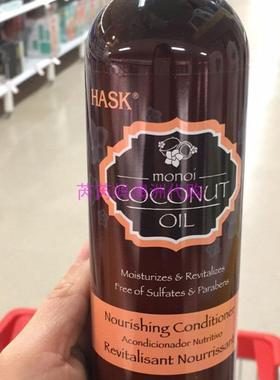 HASK®
monoi
COCONUT
OIL
Moisturizes & Revitalizes
Free of Sulfates & Parabens
Nourishing Conditioner
Acondicionador Nutritivo
Revitalisant Nourrissant